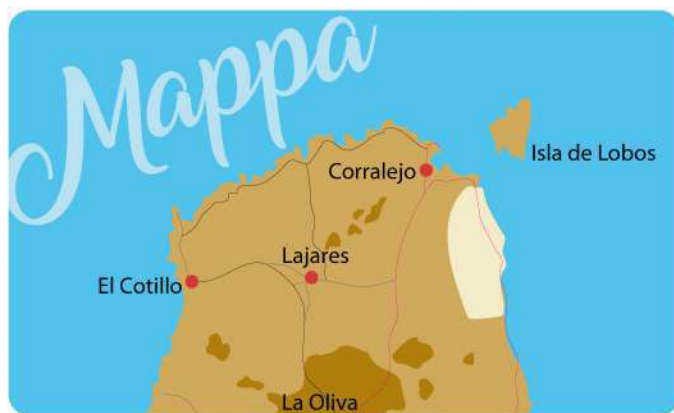 Mappa
Isla de Lobos
Corralejo
Lajares
El Cotillo
La Oliva